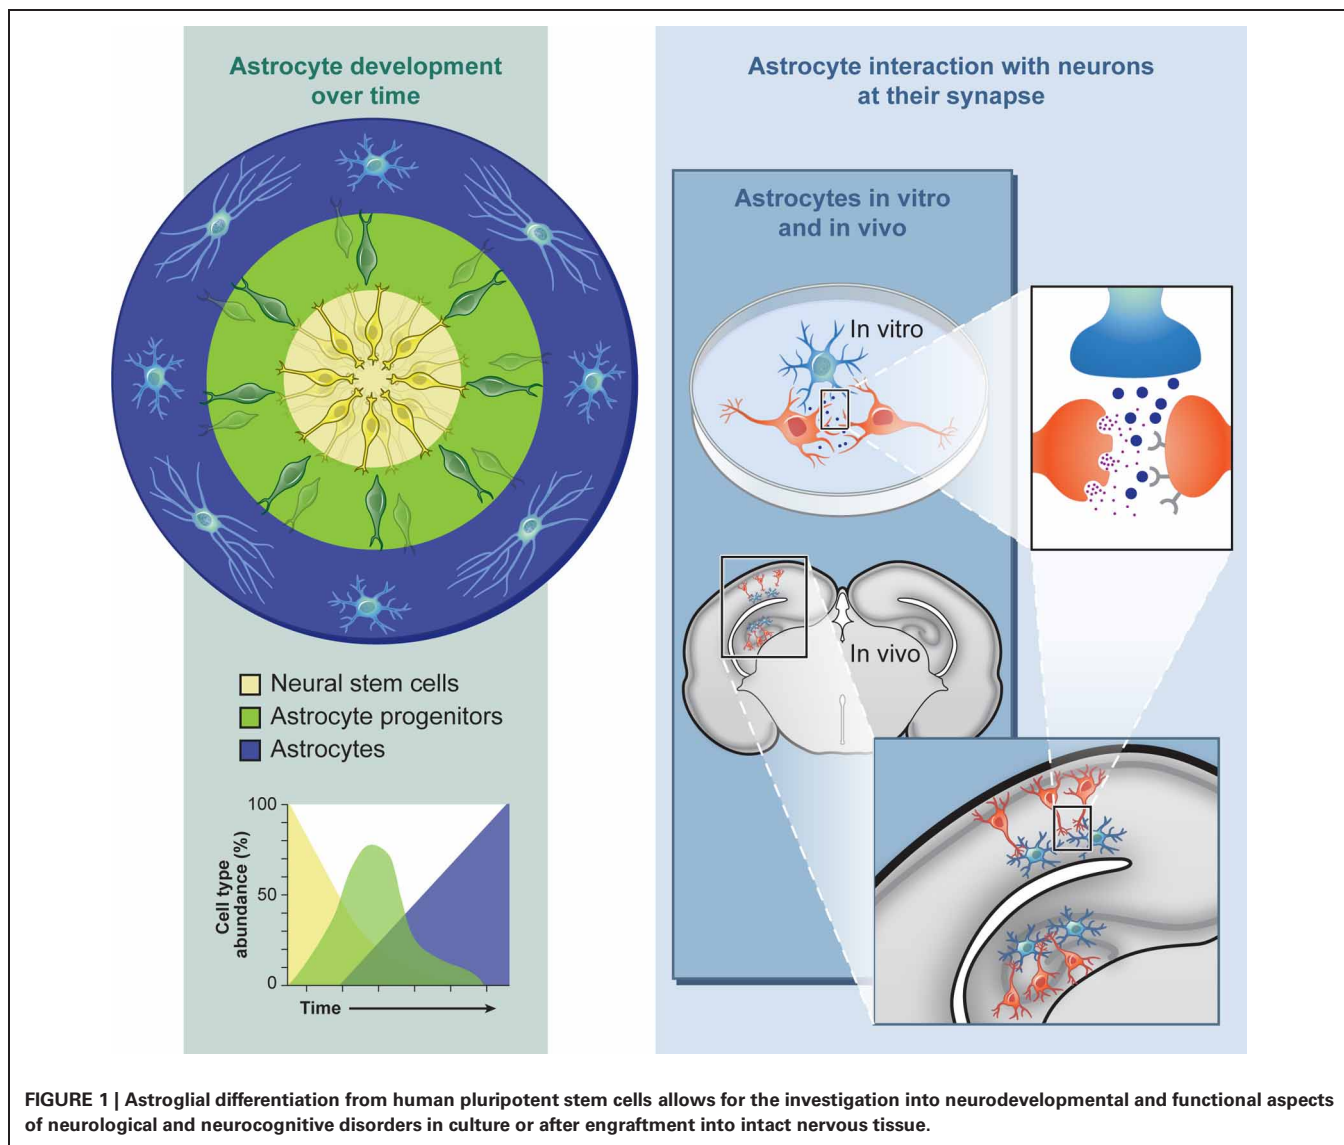 Astrocyte development
over time
Astrocyte interaction with neurons
at their synapse
Astrocytes in vitro
and in vivo
In vitro
In vivo
Neural stem cells
Astrocyte progenitors
Astrocytes
Cell type
abundance (%)
100
50
0
Time
FIGURE 1 | Astroglial differentiation from human pluripotent stem cells allows for the investigation into neurodevelopmental and functional aspects
of neurological and neurocognitive disorders in culture or after engraftment into intact nervous tissue.